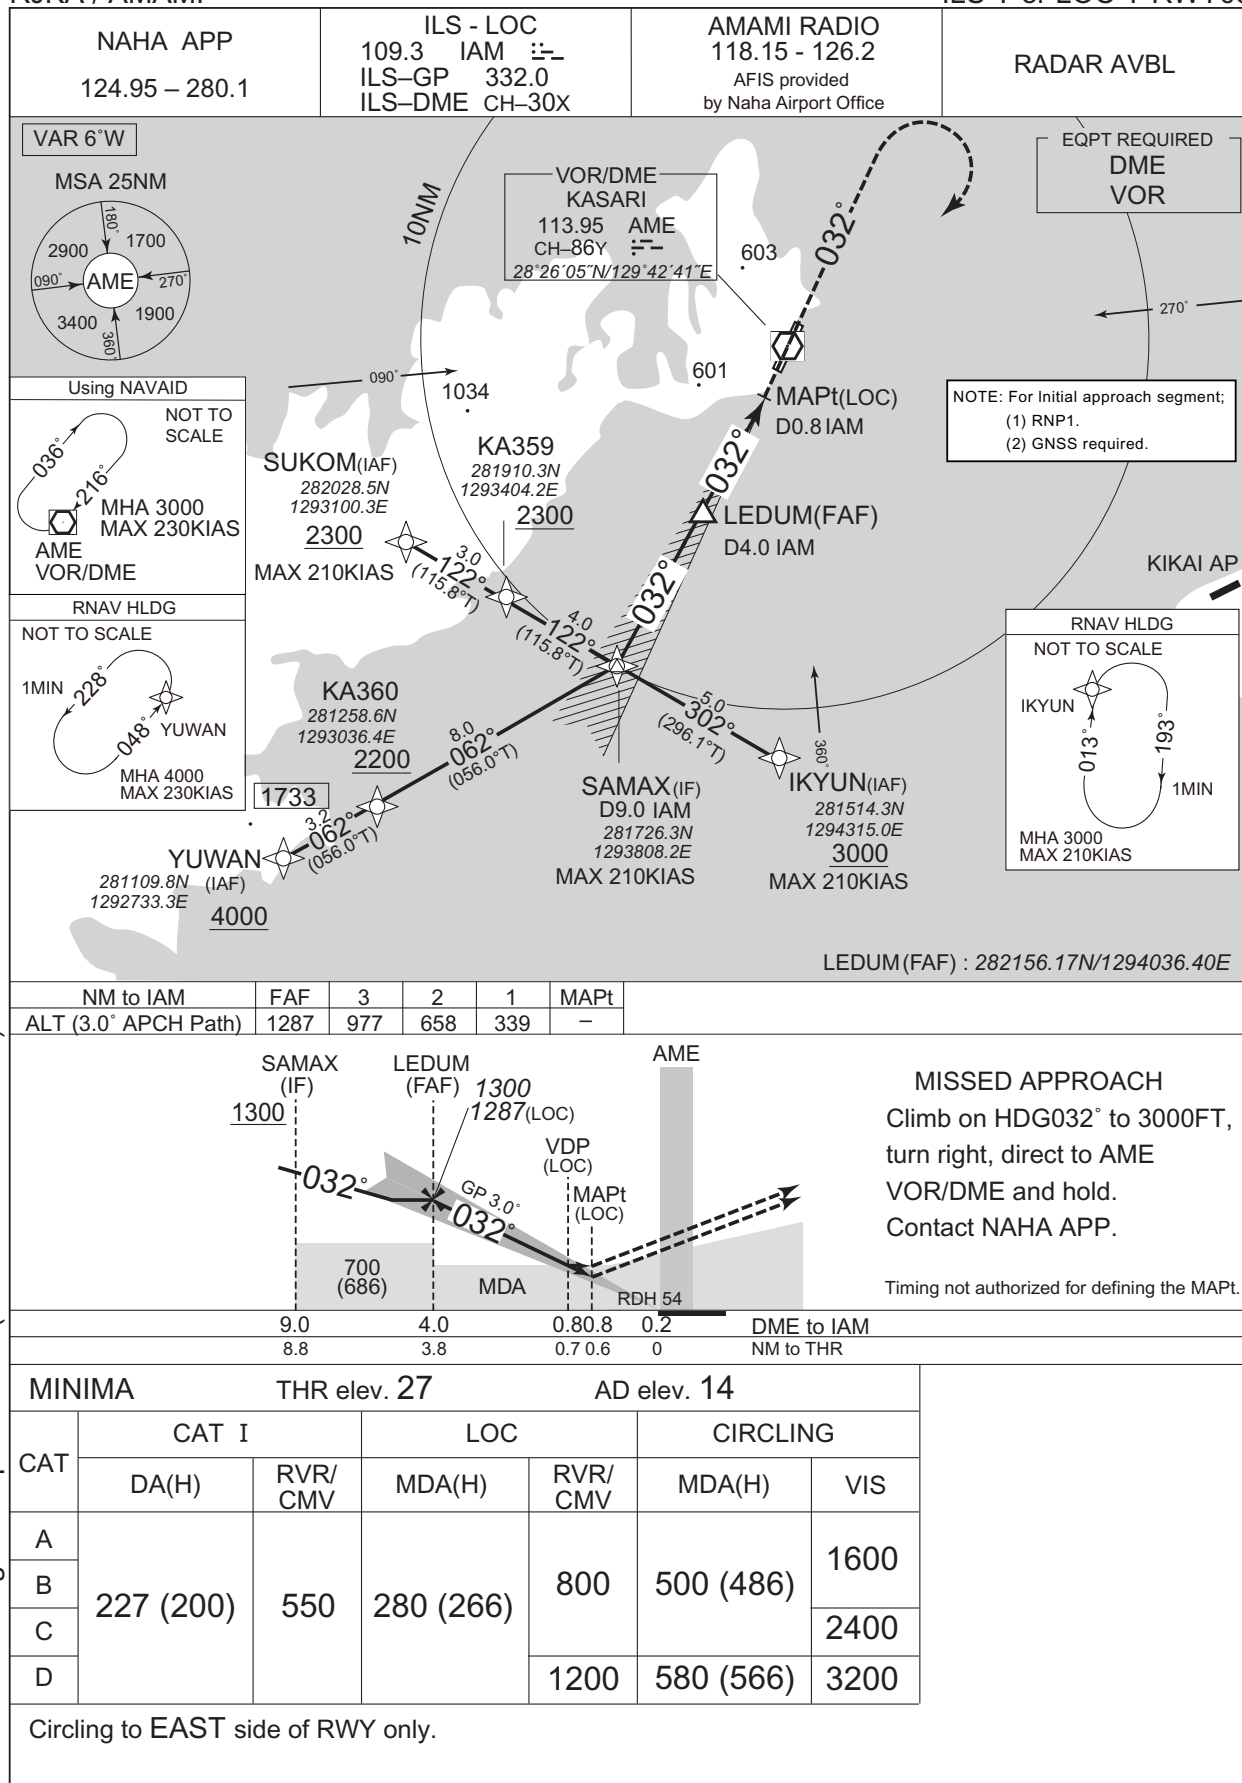 NAHA APP
124.95 – 280.1
ILS - LOC
109.3 IAM
ILS–GP 332.0
ILS–DME CH–30X
AMAMI RADIO
118.15 - 126.2
AFIS provided
by Naha Airport Office
RADAR AVBL
VAR 6°W
MSA 25NM
180°
2900
1700
090°
AME
270°
3400
1900
360°
10NM
VOR/DME
KASARI
113.95 AME
CH–86Y
28°26´05˝N/129°42´41˝E
603
032°
EQPT REQUIRED
DME
VOR
270°
Using NAVAID
NOT TO
SCALE
036°
216°
MHA 3000
MAX 230KIAS
AME
VOR/DME
090°
1034
601
MAPt(LOC)
D0.8 IAM
NOTE: For Initial approach segment;
(1) RNP1.
(2) GNSS required.
SUKOM(IAF)
282028.5N
1293100.3E
2300
MAX 210KIAS
KA359
281910.3N
1293404.2E
2300
032°
LEDUM(FAF)
D4.0 IAM
KIKAI AP
3.0
122°
(115.8°T)
4.0
122°
(115.8°T)
032°
RNAV HLDG
NOT TO SCALE
1MIN
228°
048°
YUWAN
MHA 4000
MAX 230KIAS
RNAV HLDG
NOT TO SCALE
IKYUN
013°
193°
1MIN
MHA 3000
MAX 210KIAS
KA360
281258.6N
1293036.4E
2200
8.0
062°
(056.0°T)
5.0
302°
(296.1°T)
360°
1733
3.2
062°
(056.0°T)
YUWAN
(IAF)
281109.8N
1292733.3E
4000
SAMAX(IF)
D9.0 IAM
281726.3N
1293808.2E
MAX 210KIAS
IKYUN(IAF)
281514.3N
1294315.0E
3000
MAX 210KIAS
LEDUM(FAF) : 282156.17N/1294036.40E
NM to IAM FAF 3 2 1 MAPt
ALT (3.0° APCH Path) 1287 977 658 339 –
SAMAX
(IF)
1300
LEDUM
(FAF)
1300
1287(LOC)
AME
VDP
(LOC)
MAPt
(LOC)
032°
GP 3.0°
032°
700
(686)
MDA
RDH 54
9.0 4.0 0.8 0.8 0.2 DME to IAM
8.8 3.8 0.7 0.6 0 NM to THR
MISSED APPROACH
Climb on HDG032° to 3000FT,
turn right, direct to AME
VOR/DME and hold.
Contact NAHA APP.
Timing not authorized for defining the MAPt.
MINIMA THR elev. 27 AD elev. 14
CAT CAT I LOC CIRCLING
DA(H) RVR/CMV MDA(H) RVR/CMV MDA(H) VIS
A
B
C
D
227 (200) 550 280 (266)
800
1200
500 (486)
580 (566)
1600
2400
3200
Circling to EAST side of RWY only.